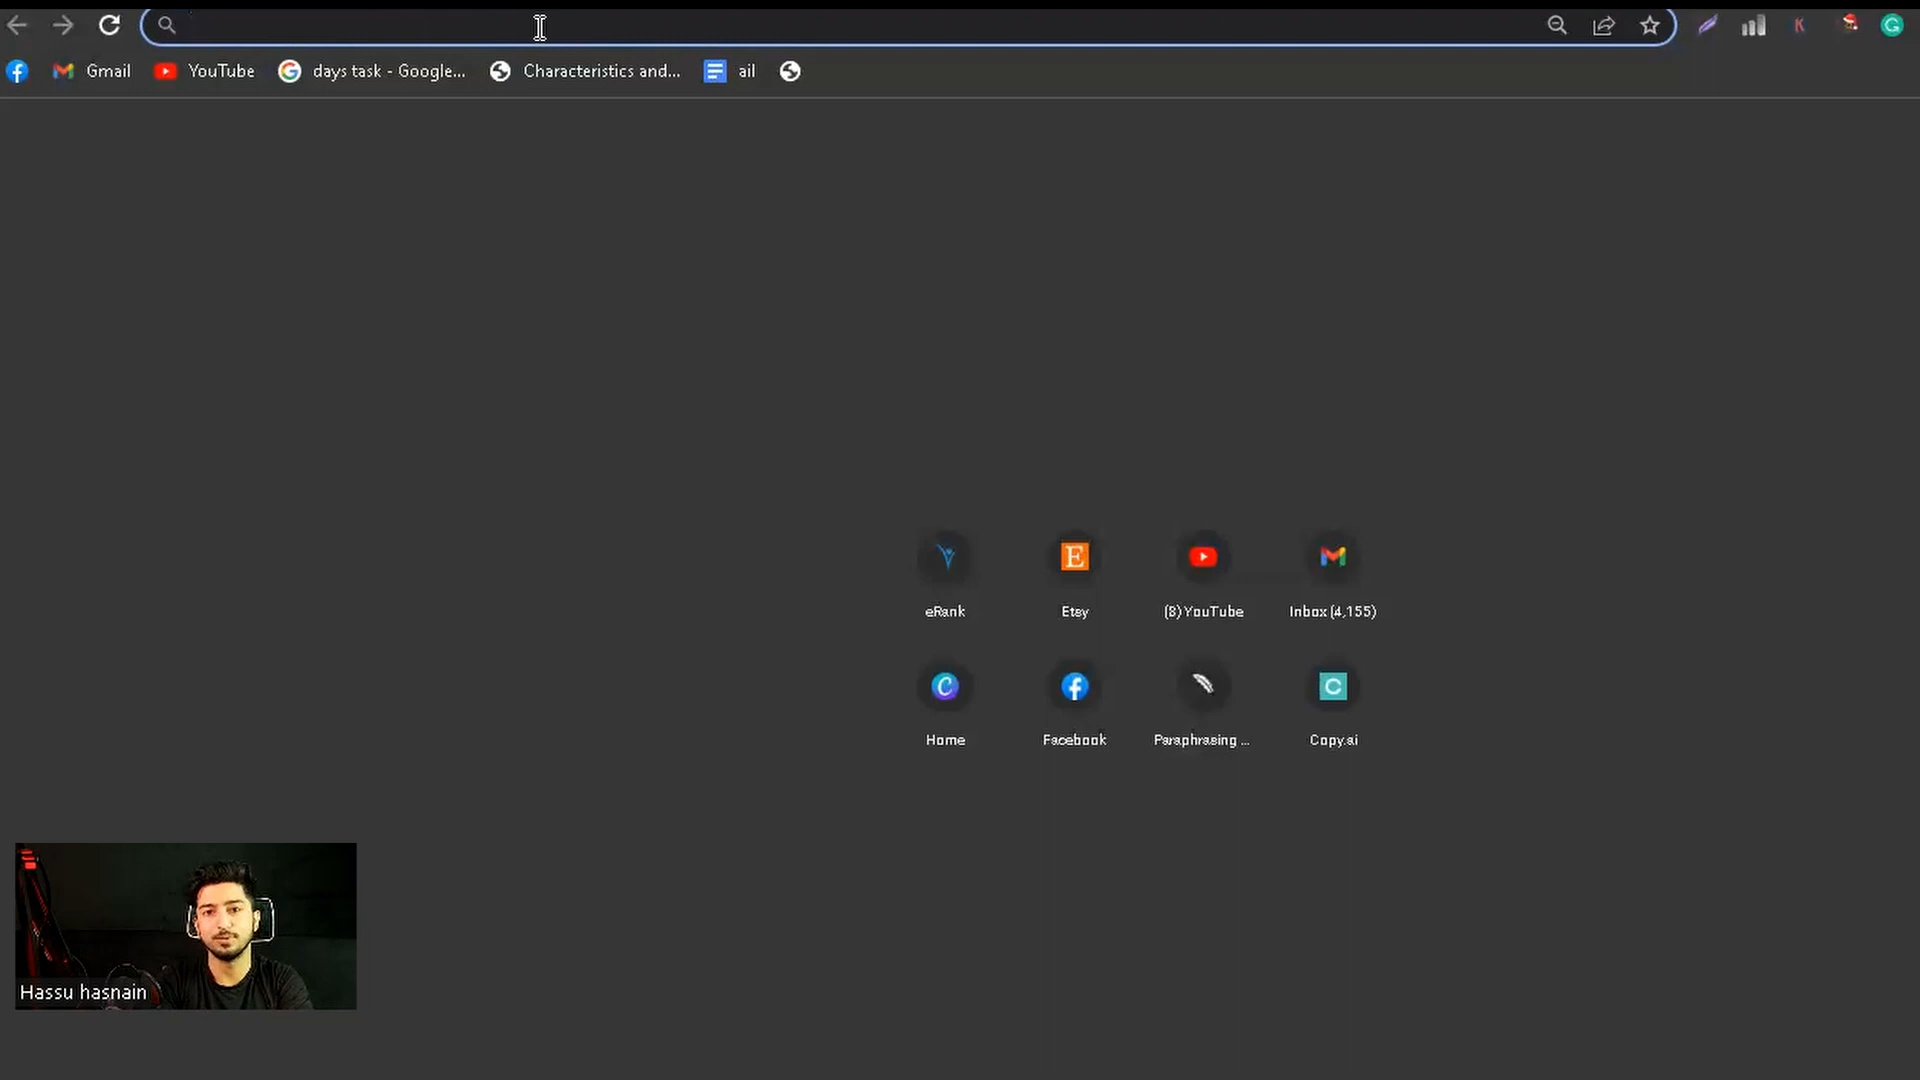 Gmail YouTube days task - Google... Characteristics and... ail
eRank Etsy (8) YouTube Inbox (4,155)
Home Facebook Paraphrasing ... Copy.ai
Hassu hasnain